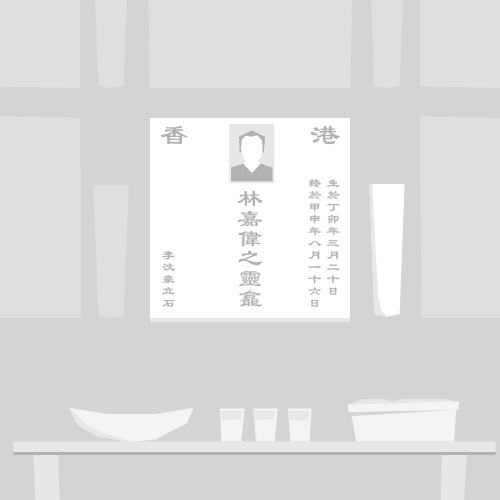 香港
生於丁卯年三月二十日
終於甲申年八月一十六日
林嘉偉之靈龕
李汶豪立石